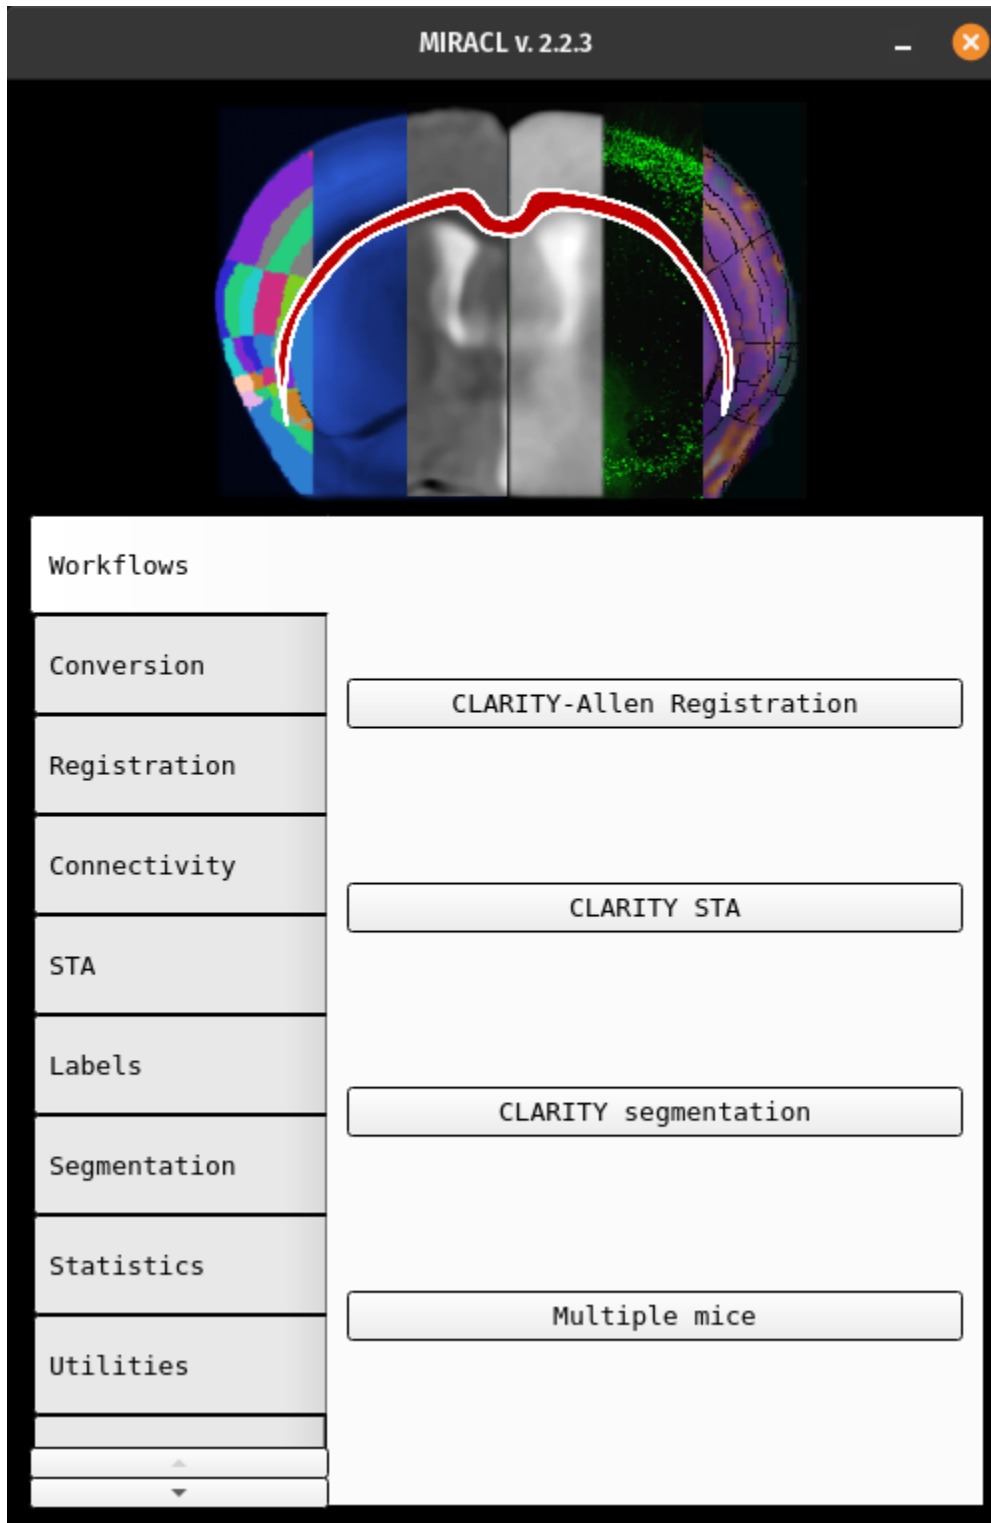 MIRACL v. 2.2.3
Workflows
Conversion
Registration
Connectivity
STA
Labels
Segmentation
Statistics
Utilities
CLARITY-Allen Registration
CLARITY STA
CLARITY segmentation
Multiple mice